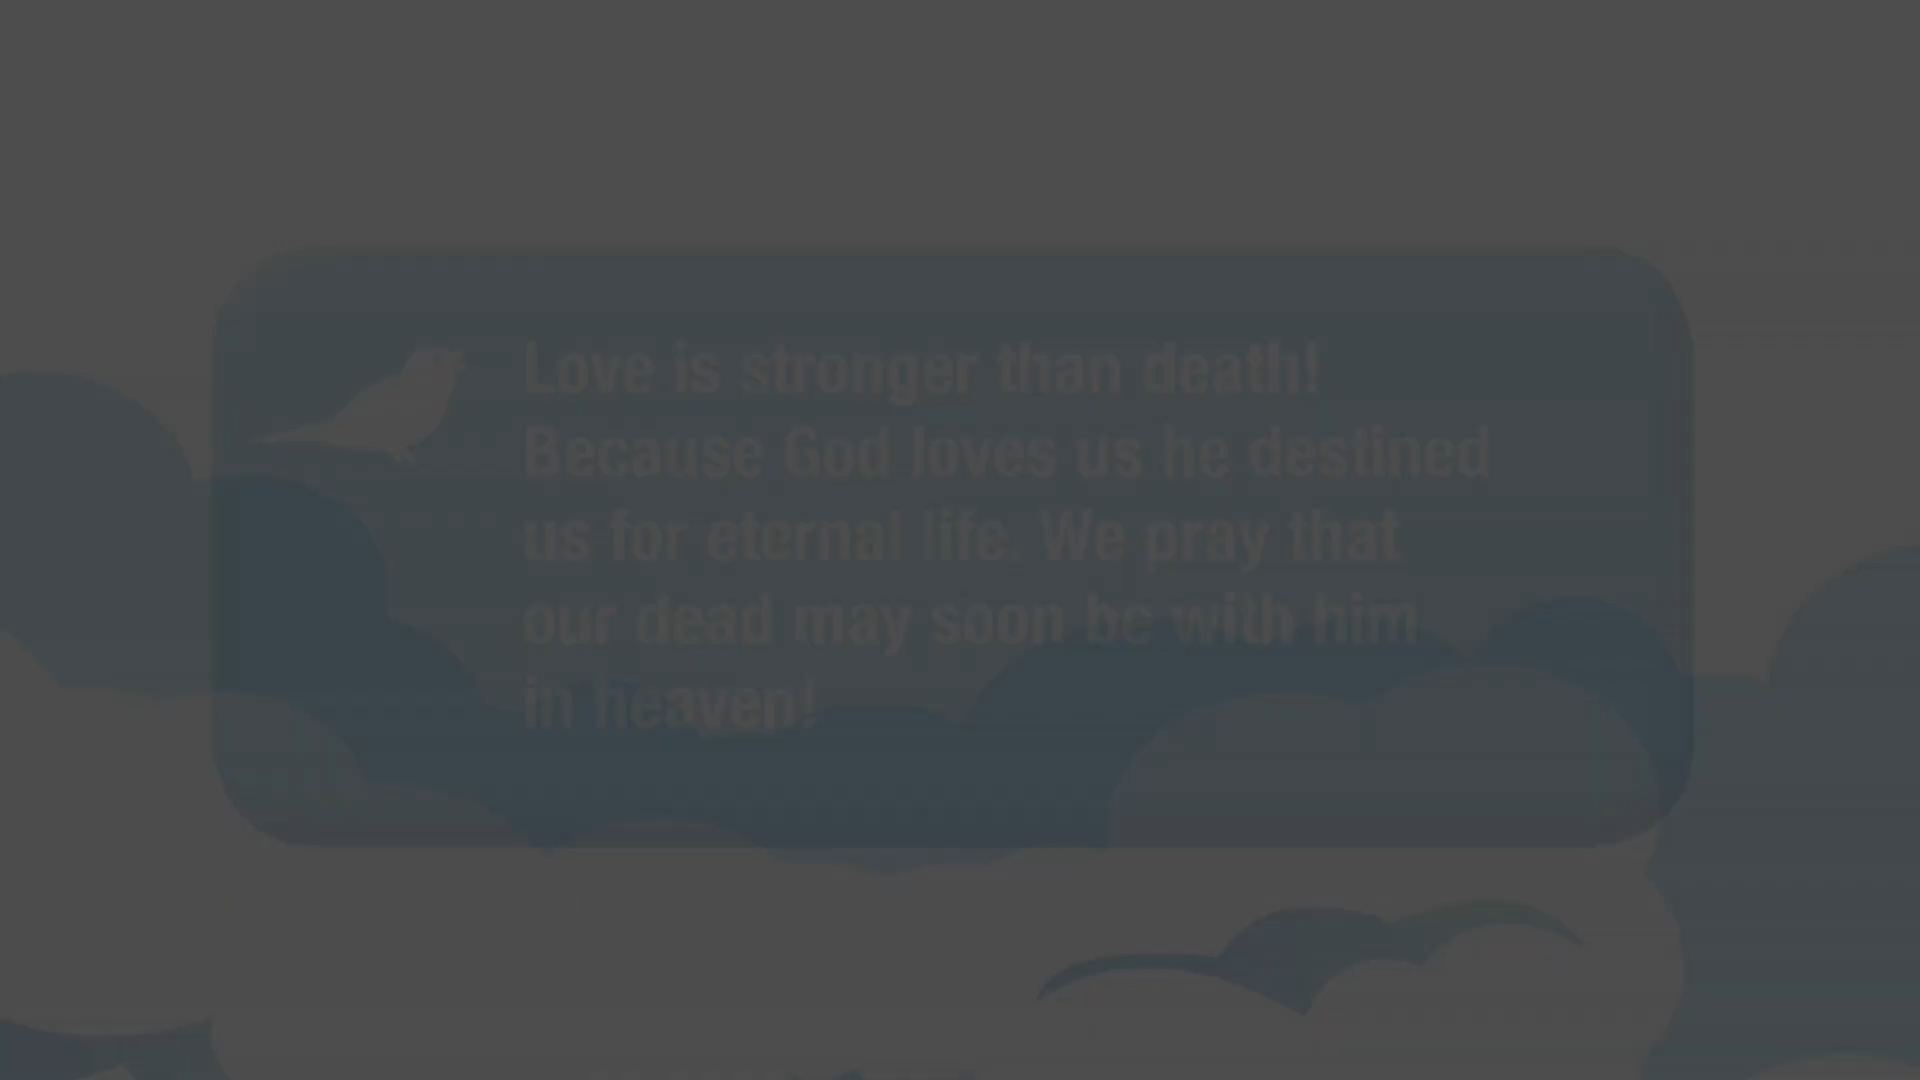 Love is stronger than death!
Because God loves us he destined
us for eternal life. We pray that
our dead may soon be with him
in heaven!